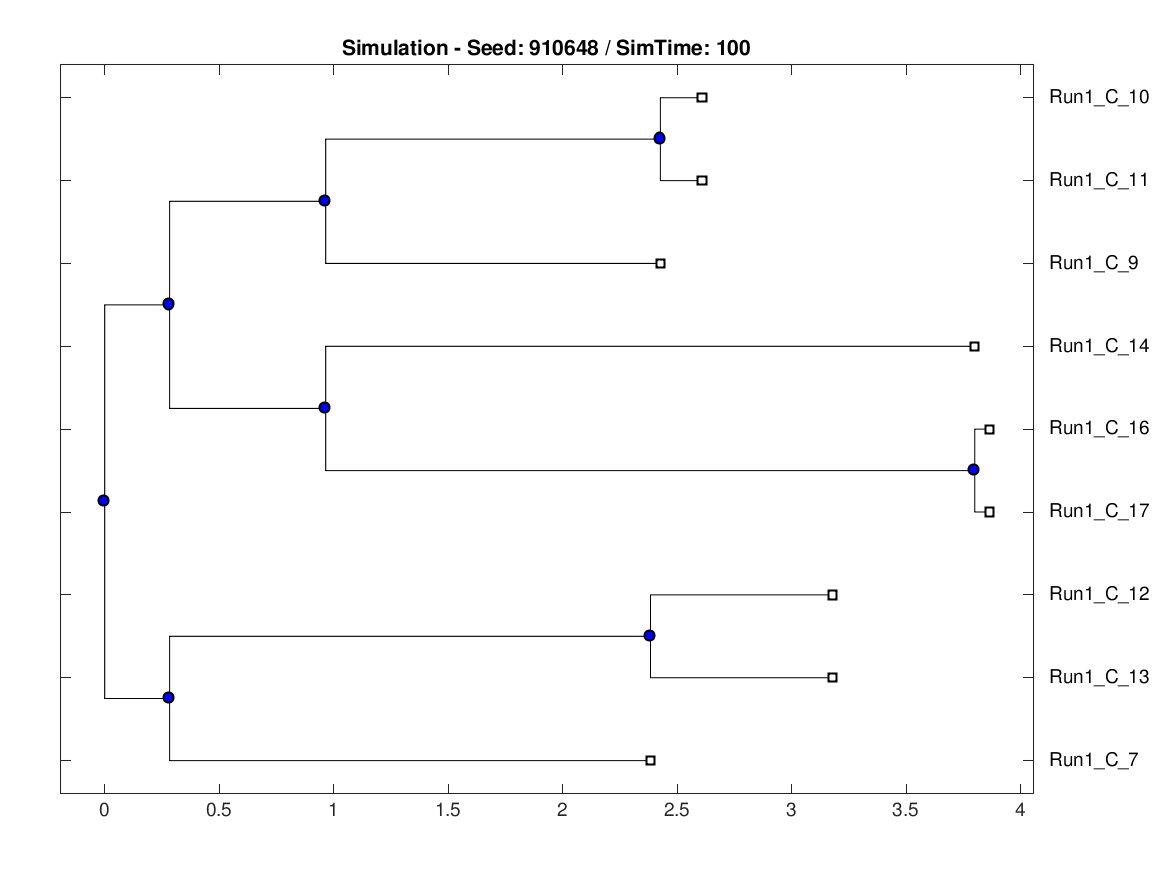 Simulation - Seed: 910648 / SimTime: 100
Run1_C_10
Run1_C_11
Run1_C_9
Run1_C_14
Run1_C_16
Run1_C_17
Run1_C_12
Run1_C_13
Run1_C_7
0 0.5 1 1.5 2 2.5 3 3.5 4